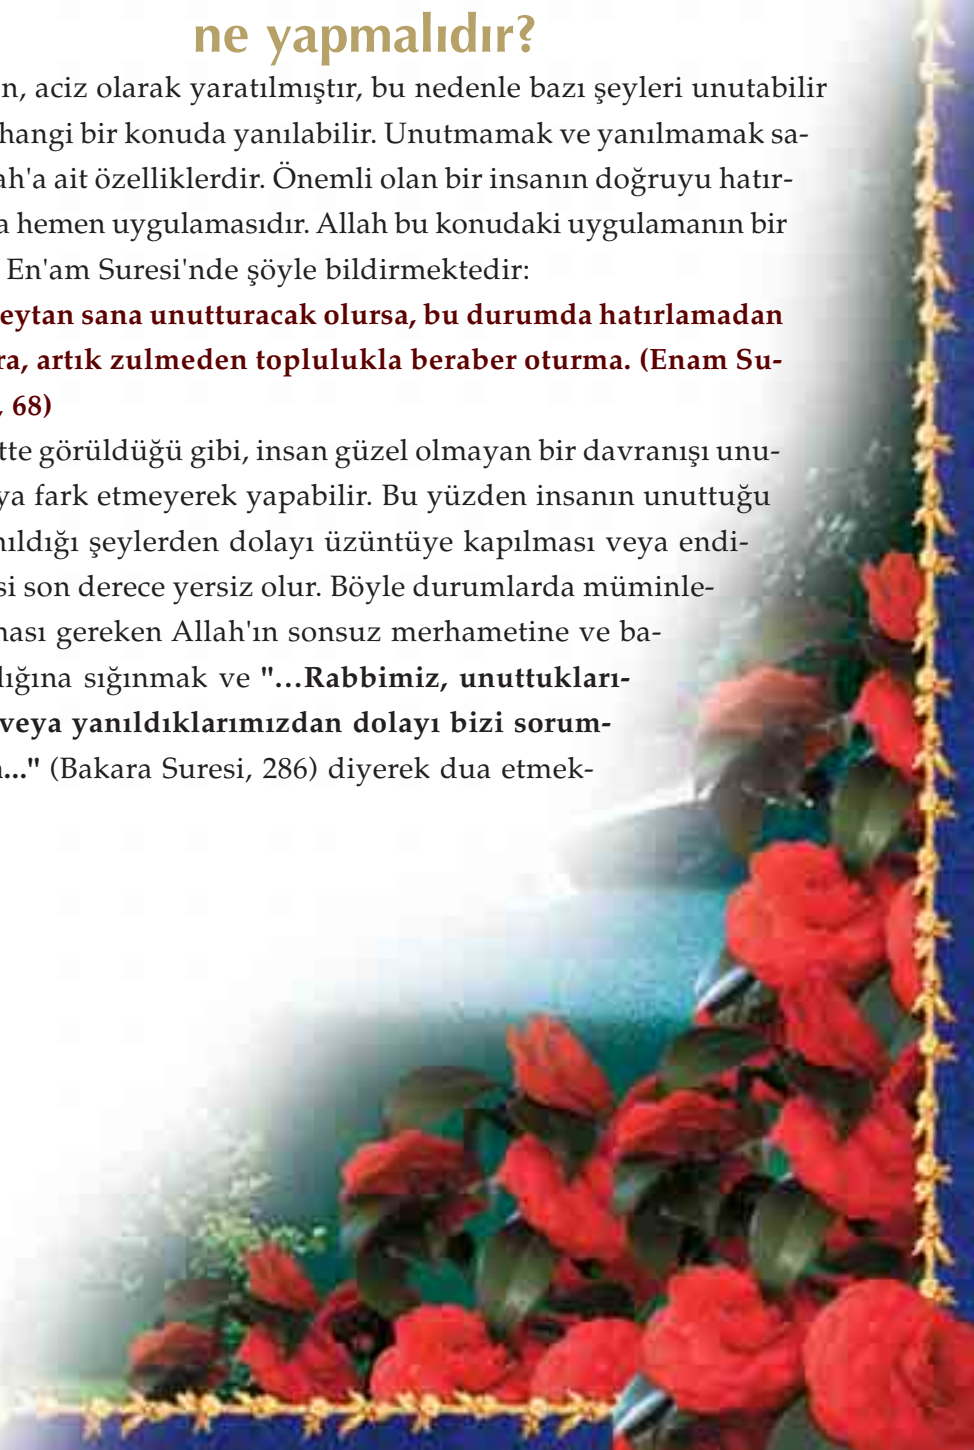 ne yapmalıdır?
n, aciz olarak yaratılmıştır, bu nedenle bazı şeyleri unutabilir
hangi bir konuda yanılabilir. Unutmamak ve yanılmamak sa-
ah'a ait özelliklerdir. Önemli olan bir insanın doğruyu hatır-
a hemen uygulamasıdır. Allah bu konudaki uygulamanın bir
En'am Suresi'nde şöyle bildirmektedir:
eytan sana unutturacak olursa, bu durumda hatırlamadan
ra, artık zulmeden toplulukla beraber oturma. (Enam Su-
, 68)
tte görüldüğü gibi, insan güzel olmayan bir davranışı unu-
ya fark etmeyerek yapabilir. Bu yüzden insanın unuttuğu
nıldığı şeylerden dolayı üzüntüye kapılması veya endi-
si son derece yersiz olur. Böyle durumlarda müminle-
ması gereken Allah'ın sonsuz merhametine ve ba-
lığına sığınmak ve "…Rabbimiz, unuttukları-
veya yanıldıklarımızdan dolayı bizi sorum-
..." (Bakara Suresi, 286) diyerek dua etmek-